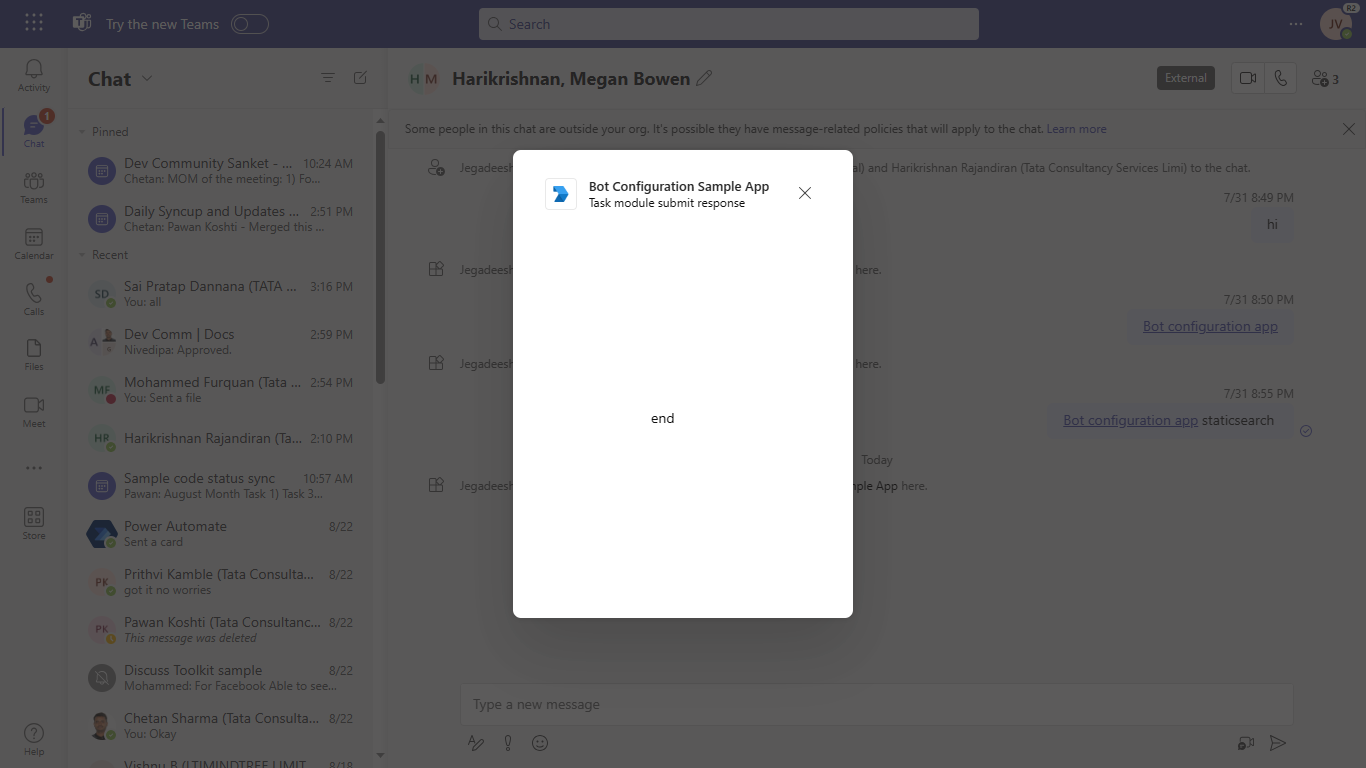 Try the new Teams
Search
R2
JV
Activity
1
Chat
Teams
Calendar
Calls
Files
Meet
Store
Help
Chat
Pinned
Dev Community Sanket - ...
10:24 AM
Chetan: MOM of the meeting: 1) Fo...
Daily Syncup and Updates ...
2:51 PM
Chetan: Pawan Koshti - Merged this ...
Recent
SD
Sai Pratap Dannana (TATA ...
3:16 PM
You: all
A
Dev Comm | Docs
2:59 PM
Nivedipa: Approved.
MF
Mohammed Furquan (Tata ...
2:54 PM
You: Sent a file
HR
Harikrishnan Rajandiran (Ta...
2:10 PM
Sample code status sync
10:57 AM
Pawan: August Month Task 1) Task 3...
Power Automate
8/22
Sent a card
PK
Prithvi Kamble (Tata Consulta...
8/22
got it no worries
PK
Pawan Koshti (Tata Consultanc...
8/22
This message was deleted
Discuss Toolkit sample
8/22
Mohammed: For Facebook Able to see...
Chetan Sharma (Tata Consulta...
8/22
You: Okay
Vishnu B (LTIMINDTREE LIMIT...
8/18
H M
Harikrishnan, Megan Bowen
External
3
Some people in this chat are outside your org. It's possible they have message-related policies that will apply to the chat. Learn more
Jegadeesh
al) and Harikrishnan Rajandiran (Tata Consultancy Services Limi) to the chat.
7/31 8:49 PM
hi
Jegadeesh
here.
7/31 8:50 PM
Bot configuration app
Jegadeesh
here.
7/31 8:55 PM
Bot configuration app staticsearch
Today
Jegadeesh
ple App here.
Bot Configuration Sample App
Task module submit response
end
Type a new message